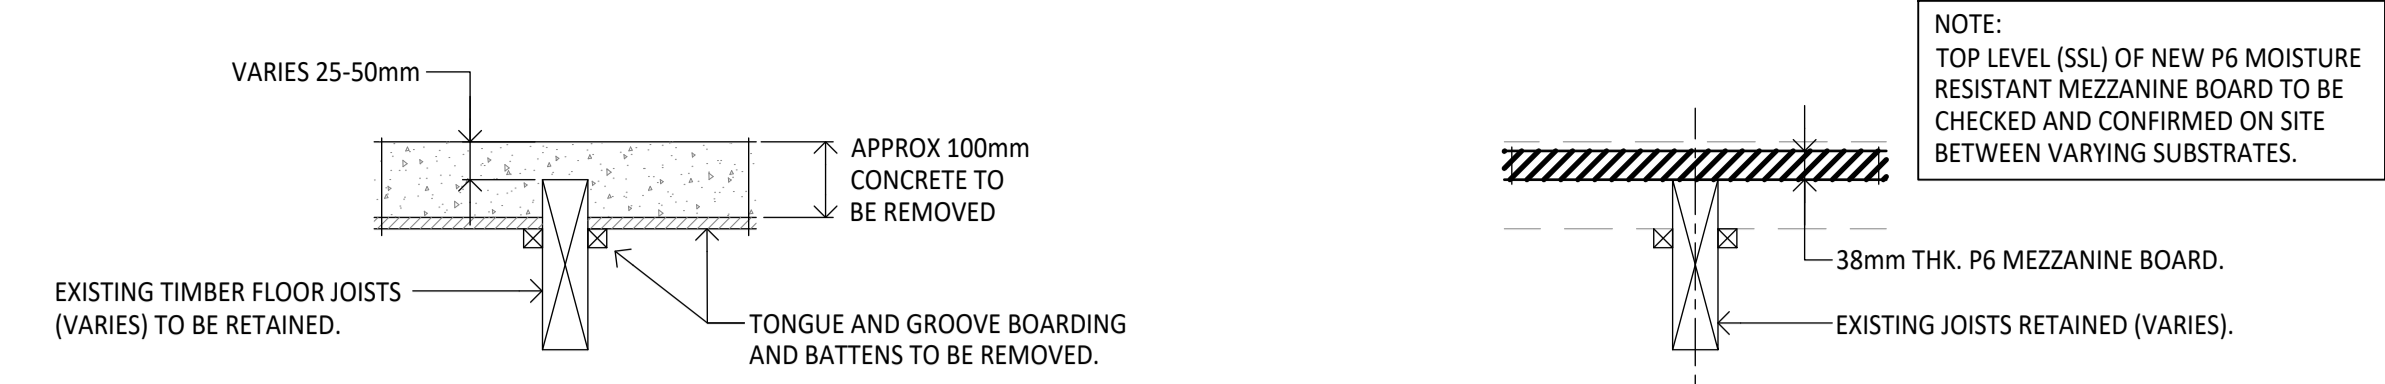 VARIES 25-50mm
APPROX 100mm
CONCRETE TO
BE REMOVED
EXISTING TIMBER FLOOR JOISTS
(VARIES) TO BE RETAINED.
TONGUE AND GROOVE BOARDING
AND BATTENS TO BE REMOVED.
NOTE:
TOP LEVEL (SSL) OF NEW P6 MOISTURE
RESISTANT MEZZANINE BOARD TO BE
CHECKED AND CONFIRMED ON SITE
BETWEEN VARYING SUBSTRATES.
38mm THK. P6 MEZZANINE BOARD.
EXISTING JOISTS RETAINED (VARIES).